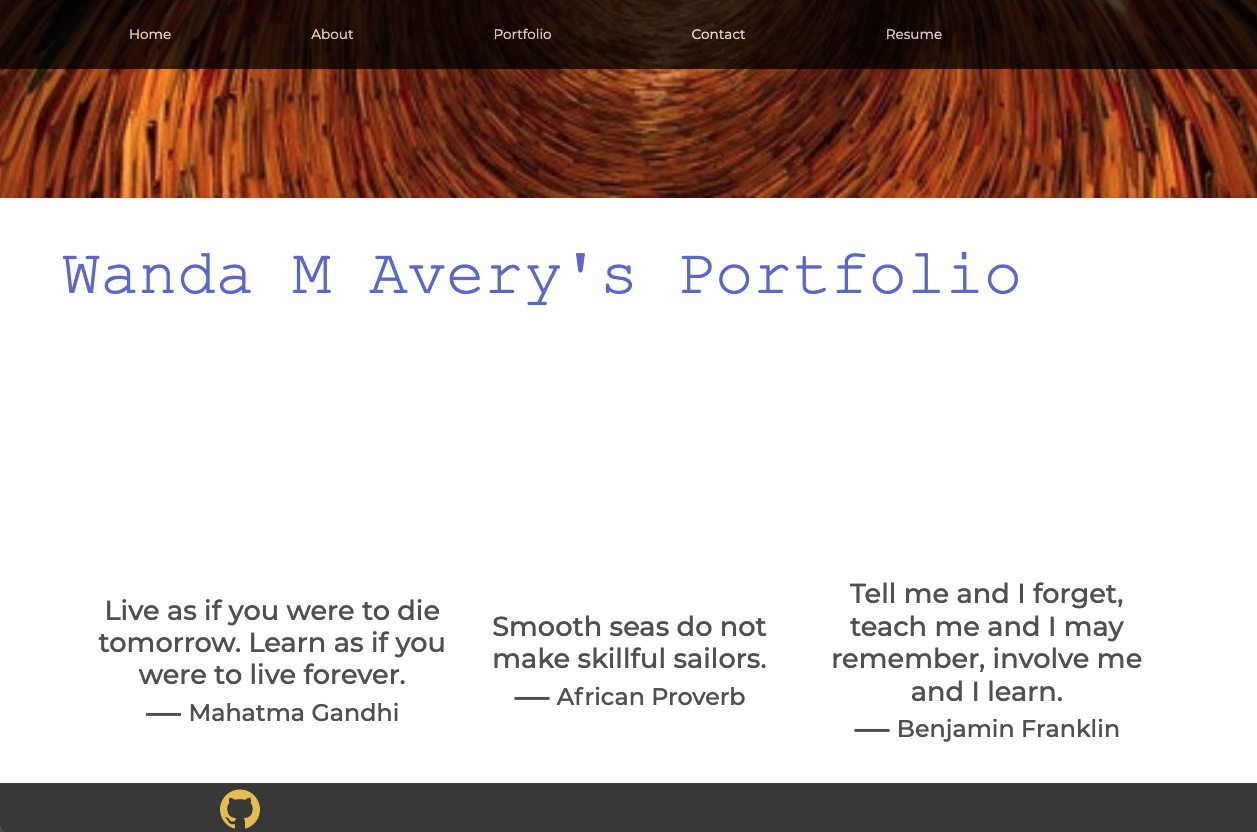 Home About Portfolio Contact Resume
Wanda M Avery's Portfolio
Live as if you were to die
tomorrow. Learn as if you
were to live forever.
— Mahatma Gandhi
Smooth seas do not
make skillful sailors.
— African Proverb
Tell me and I forget,
teach me and I may
remember, involve me
and I learn.
— Benjamin Franklin